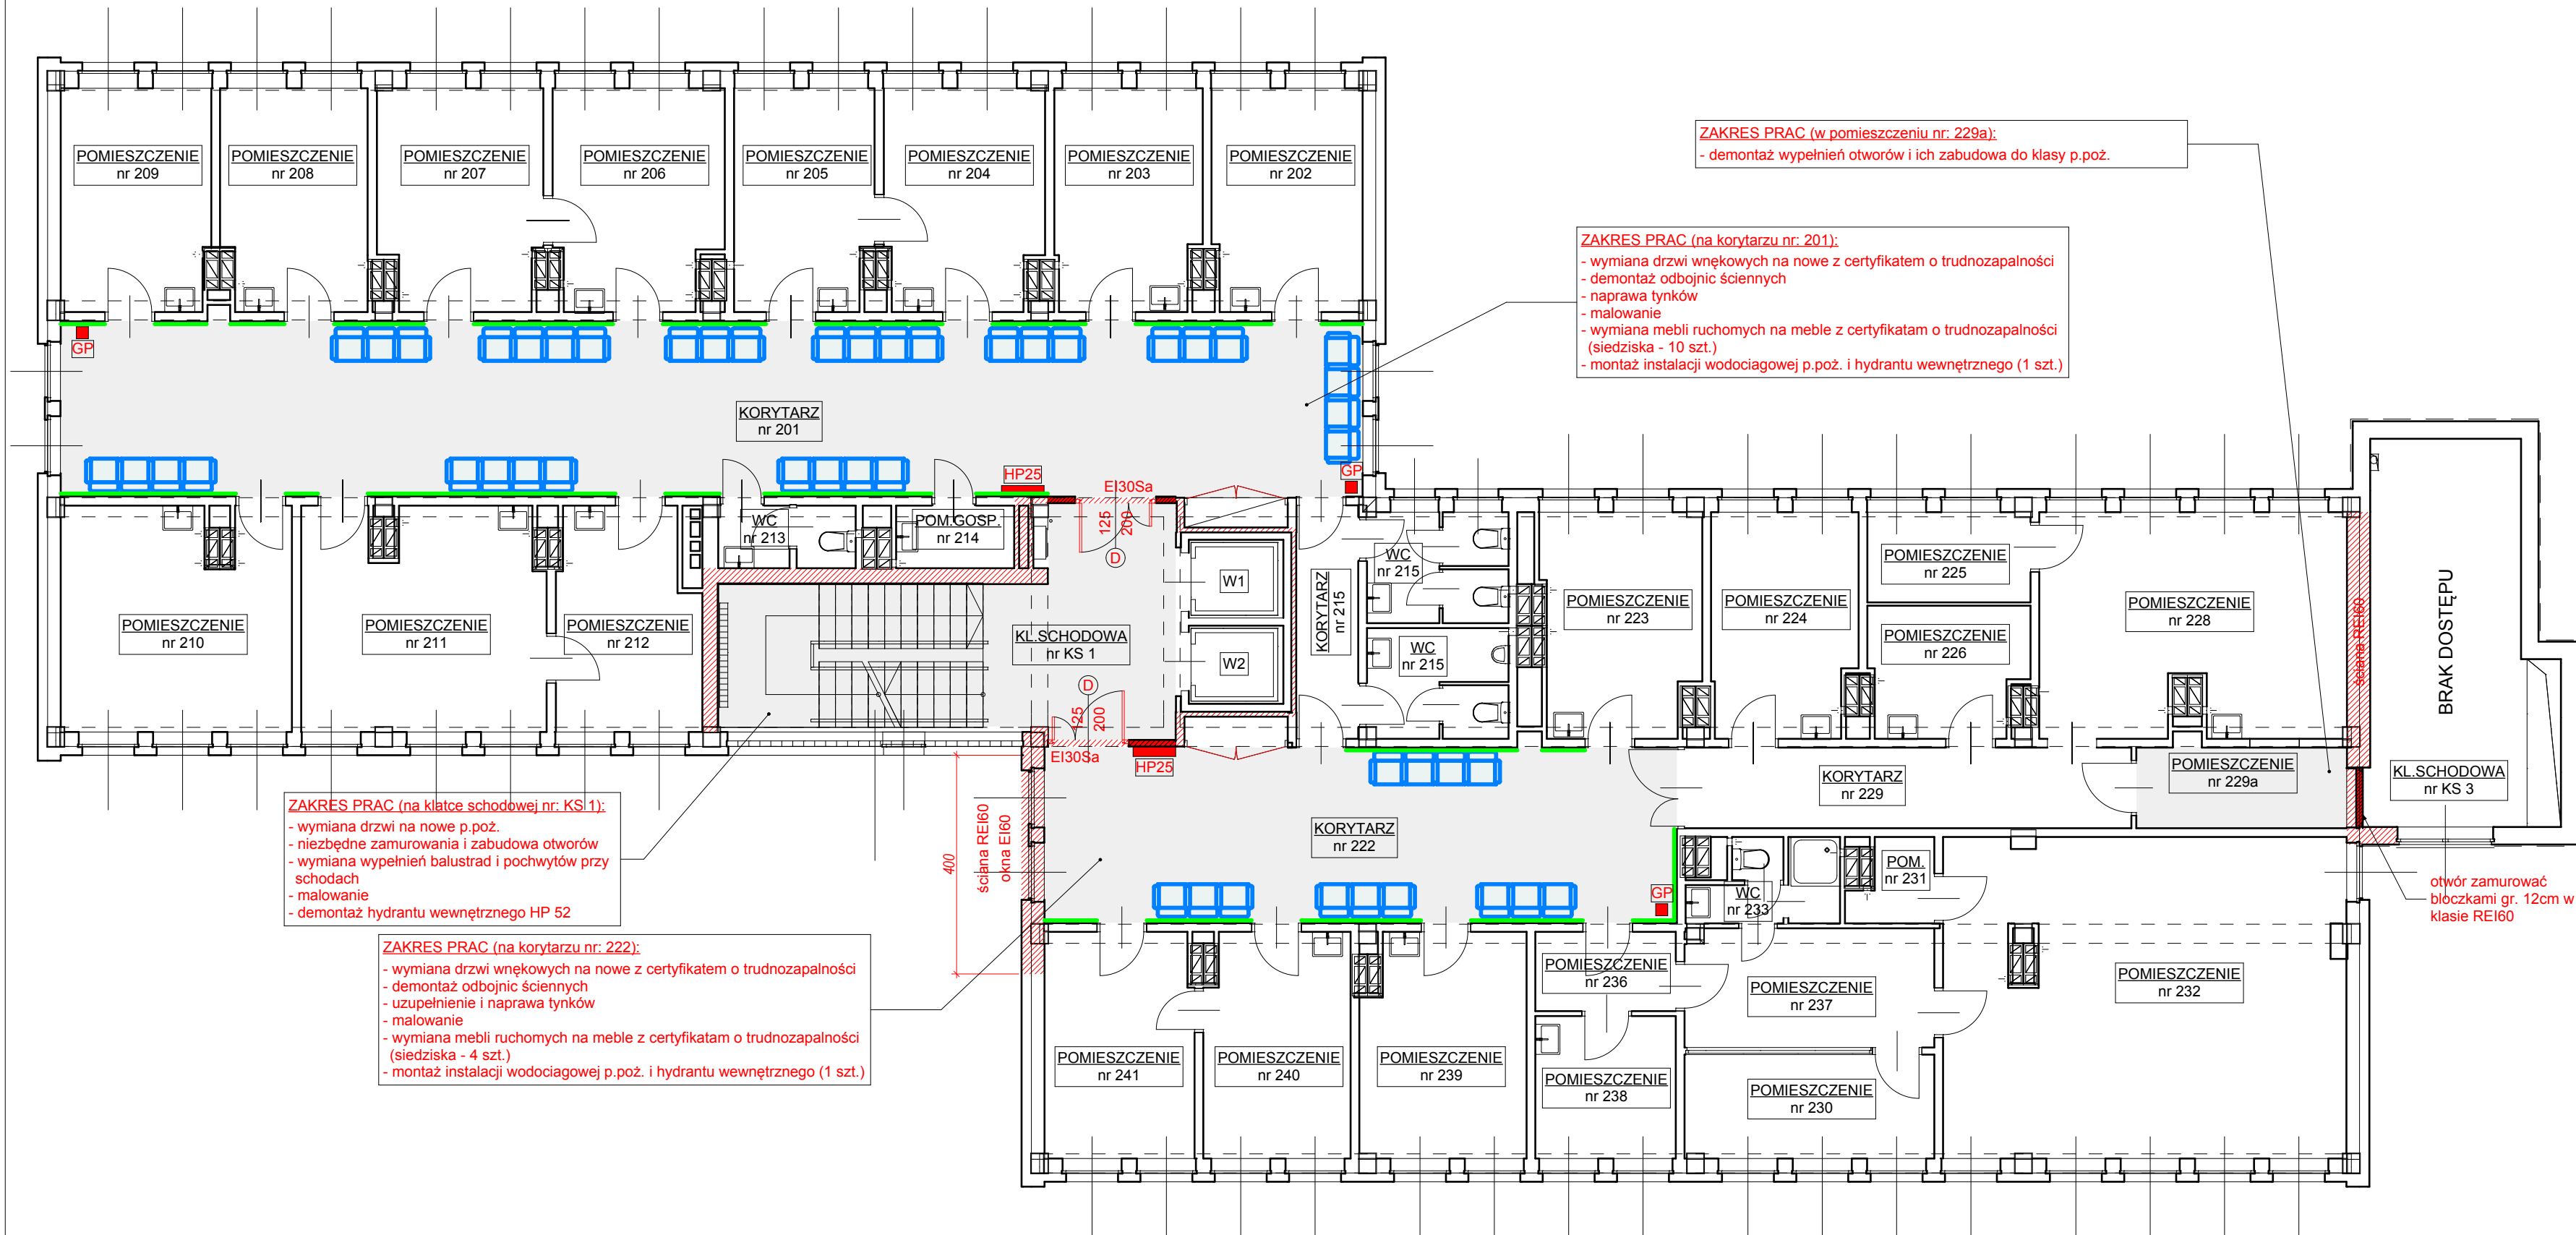 POMIESZCZENIE
nr 209
POMIESZCZENIE
nr 208
POMIESZCZENIE
nr 207
POMIESZCZENIE
nr 206
POMIESZCZENIE
nr 205
POMIESZCZENIE
nr 204
POMIESZCZENIE
nr 203
POMIESZCZENIE
nr 202
ZAKRES PRAC (w pomieszczeniu nr: 229a):
- demontaż wypełnień otworów i ich zabudowa do klasy p.poż.
ZAKRES PRAC (na korytarzu nr: 201):
- wymiana drzwi wnękowych na nowe z certyfikatem o trudnozapalności
- demontaż odbojnic ściennych
- naprawa tynków
- malowanie
- wymiana mebli ruchomych na meble z certyfikatam o trudnozapalności
(siedziska - 10 szt.)
- montaż instalacji wodociagowej p.poż. i hydrantu wewnętrznego (1 szt.)
GP
KORYTARZ
nr 201
HP25
GP
EI30Sa
125
200
D
WC
nr 213
POM.GOSP.
nr 214
W1
W2
KORYTARZ
nr 215
WC
nr 215
WC
nr 215
POMIESZCZENIE
nr 210
POMIESZCZENIE
nr 211
POMIESZCZENIE
nr 212
KL.SCHODOWA
nr KS 1
D
125
200
EI30Sa
HP25
POMIESZCZENIE
nr 223
POMIESZCZENIE
nr 224
POMIESZCZENIE
nr 225
POMIESZCZENIE
nr 226
POMIESZCZENIE
nr 228
ściana REI60
BRAK DOSTĘPU
KORYTARZ
nr 229
POMIESZCZENIE
nr 229a
KL.SCHODOWA
nr KS 3
ZAKRES PRAC (na klatce schodowej nr: KS 1):
- wymiana drzwi na nowe p.poż.
- niezbędne zamurowania i zabudowa otworów
- wymiana wypełnień balustrad i pochwytów przy
schodach
- malowanie
- demontaż hydrantu wewnętrznego HP 52
400
ściana REI60
okna EI60
KORYTARZ
nr 222
GP
WC
nr 233
POM.
nr 231
otwór zamurować
bloczkami gr. 12cm w
klasie REI60
ZAKRES PRAC (na korytarzu nr: 222):
- wymiana drzwi wnękowych na nowe z certyfikatem o trudnozapalności
- demontaż odbojnic ściennych
- uzupełnienie i naprawa tynków
- malowanie
- wymiana mebli ruchomych na meble z certyfikatam o trudnozapalności
(siedziska - 4 szt.)
- montaż instalacji wodociagowej p.poż. i hydrantu wewnętrznego (1 szt.)
POMIESZCZENIE
nr 236
POMIESZCZENIE
nr 237
POMIESZCZENIE
nr 232
POMIESZCZENIE
nr 241
POMIESZCZENIE
nr 240
POMIESZCZENIE
nr 239
POMIESZCZENIE
nr 238
POMIESZCZENIE
nr 230